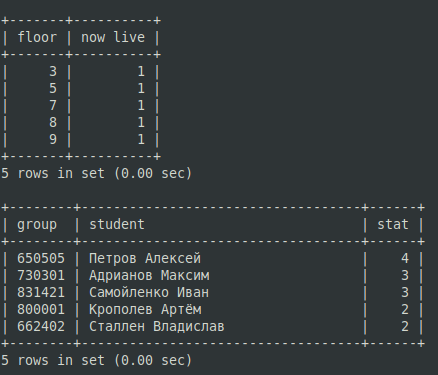 +-------+----------+
| floor | now live |
+-------+----------+
|     3 |        1 |
|     5 |        1 |
|     7 |        1 |
|     8 |        1 |
|     9 |        1 |
+-------+----------+
5 rows in set (0.00 sec)

+--------+----------------------------------+------+
| group  | student                          | stat |
+--------+----------------------------------+------+
| 650505 | Петров Алексей                   |    4 |
| 730301 | Адрианов Максим                  |    3 |
| 831421 | Самойленко Иван                  |    3 |
| 800001 | Крополев Артём                   |    2 |
| 662402 | Сталлен Владислав                |    2 |
+--------+----------------------------------+------+
5 rows in set (0.00 sec)